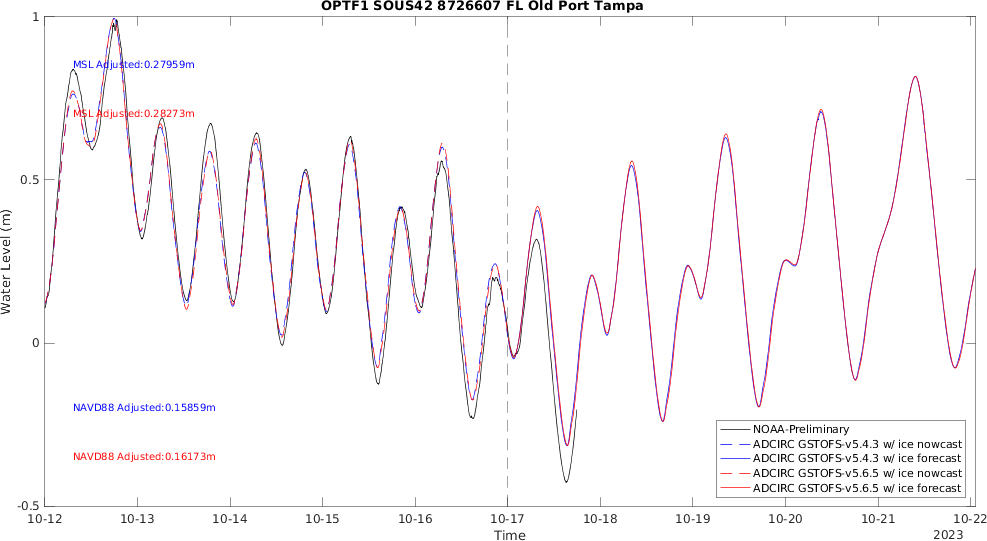 OPTF1 SOUS42 8726607 FL Old Port Tampa
1
MSL Adjusted:0.27959m
MSL Adjusted:0.28273m
0.5
Water Level (m)
0
NAVD88 Adjusted:0.15859m
NAVD88 Adjusted:0.16173m
NOAA-Preliminary
ADCIRC GSTOFS-v5.4.3 w/ ice nowcast
ADCIRC GSTOFS-v5.4.3 w/ ice forecast
ADCIRC GSTOFS-v5.6.5 w/ ice nowcast
ADCIRC GSTOFS-v5.6.5 w/ ice forecast
-0.5
10-12 10-13 10-14 10-15 10-16 10-17 10-18 10-19 10-20 10-21 10-22
Time
2023